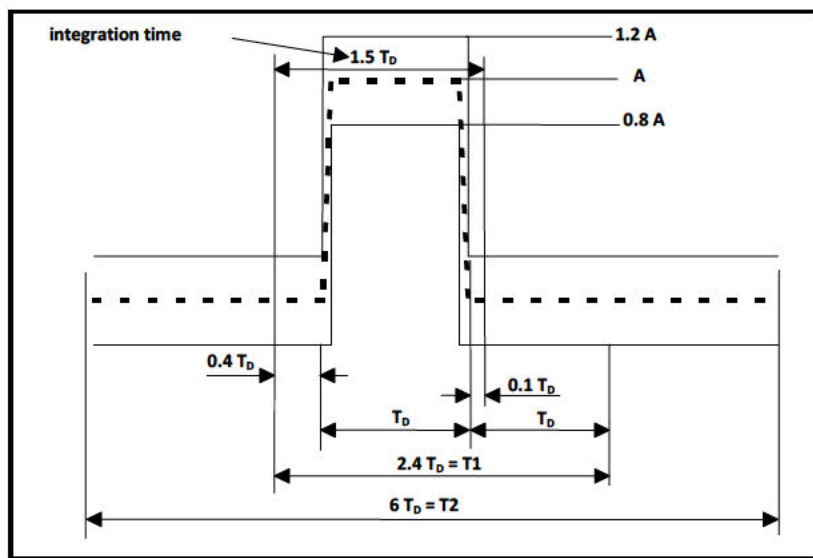 integration time
1.2 A
1.5 TD
A
0.8 A
0.4 TD
0.1 TD
TD
TD
2.4 TD = T1
6 TD = T2